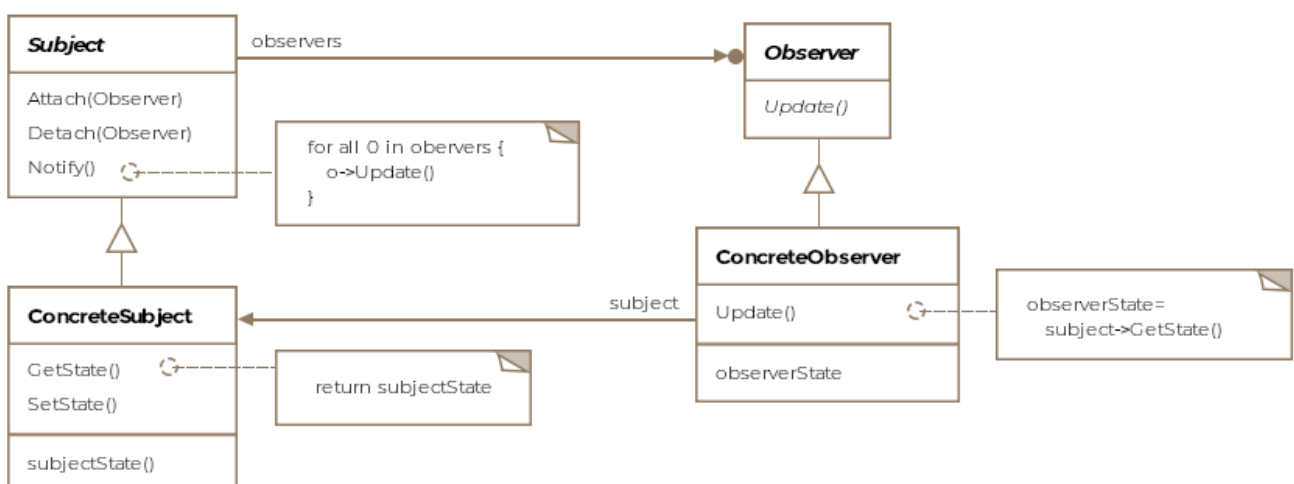 Subject
observers
Observer
Attach(Observer)
Detach(Observer)
Notify()
for all O in obervers {
o->Update()
}
Update()
ConcreteSubject
GetState()
SetState()
subjectState()
return subjectState
subject
ConcreteObserver
Update()
observerState
observerState=
subject->GetState()